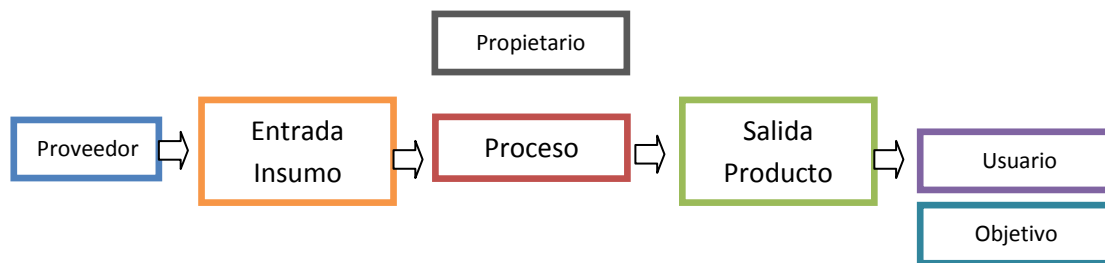 Propietario
Proveedor
Entrada
Insumo
Proceso
Salida
Producto
Usuario
Objetivo